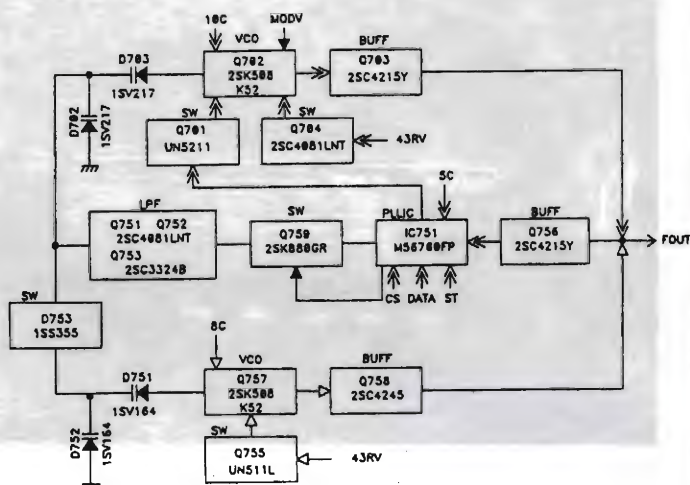 10C
MODV
D703
VCO
BUFF
Q702
2SK508
K52
Q703
2SC4215Y
1SV217
D702
1SV217
SW
SW
Q701
UN5211
Q704
2SC4081LNT
43RV
5C
LPF
SW
PLLIC
BUFF
Q751 Q752
2SC4081LNT
Q753
2SC3324B
Q759
2SK880GR
IC751
M56760FP
Q756
2SC4215Y
FOUT
CS DATA ST
SW
D753
1SS355
8C
D751
VCO
BUFF
1SV164
Q757
2SK508
K52
Q758
2SC4245
D752
1SV164
SW
Q755
UN511L
43RV